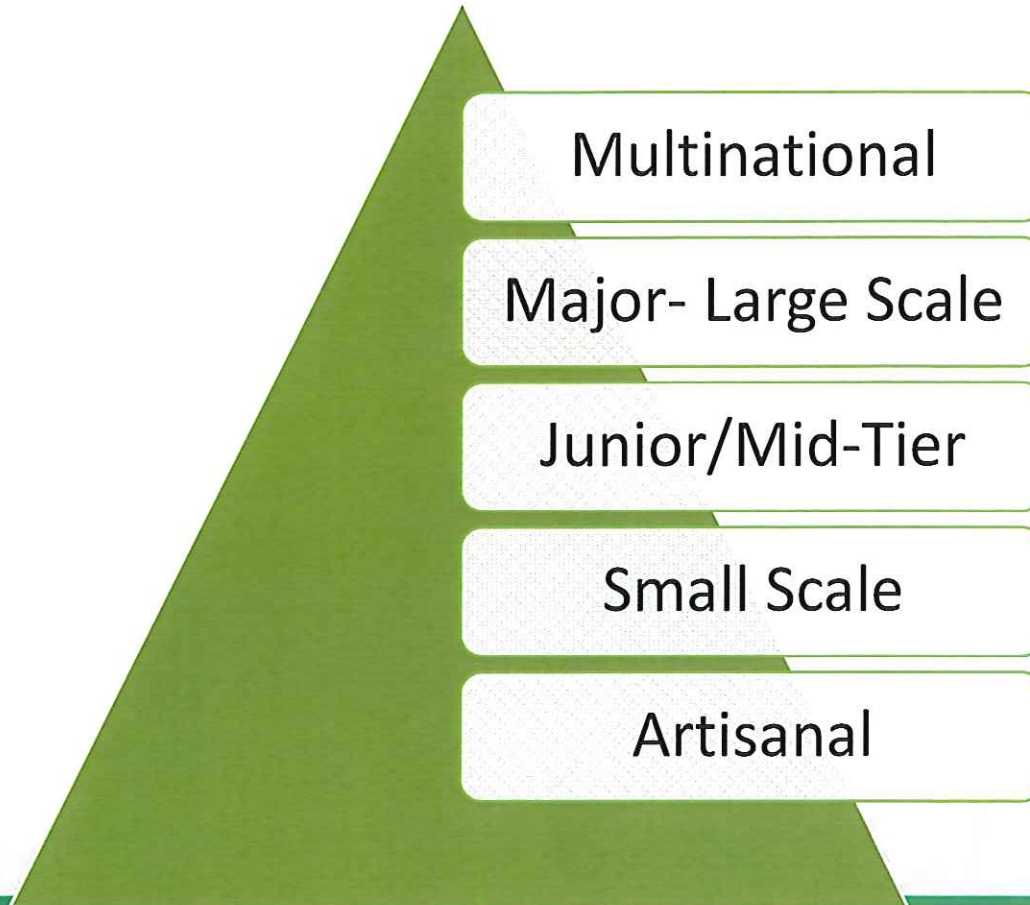 Multinational
Major- Large Scale
Junior/Mid-Tier
Small Scale
Artisanal